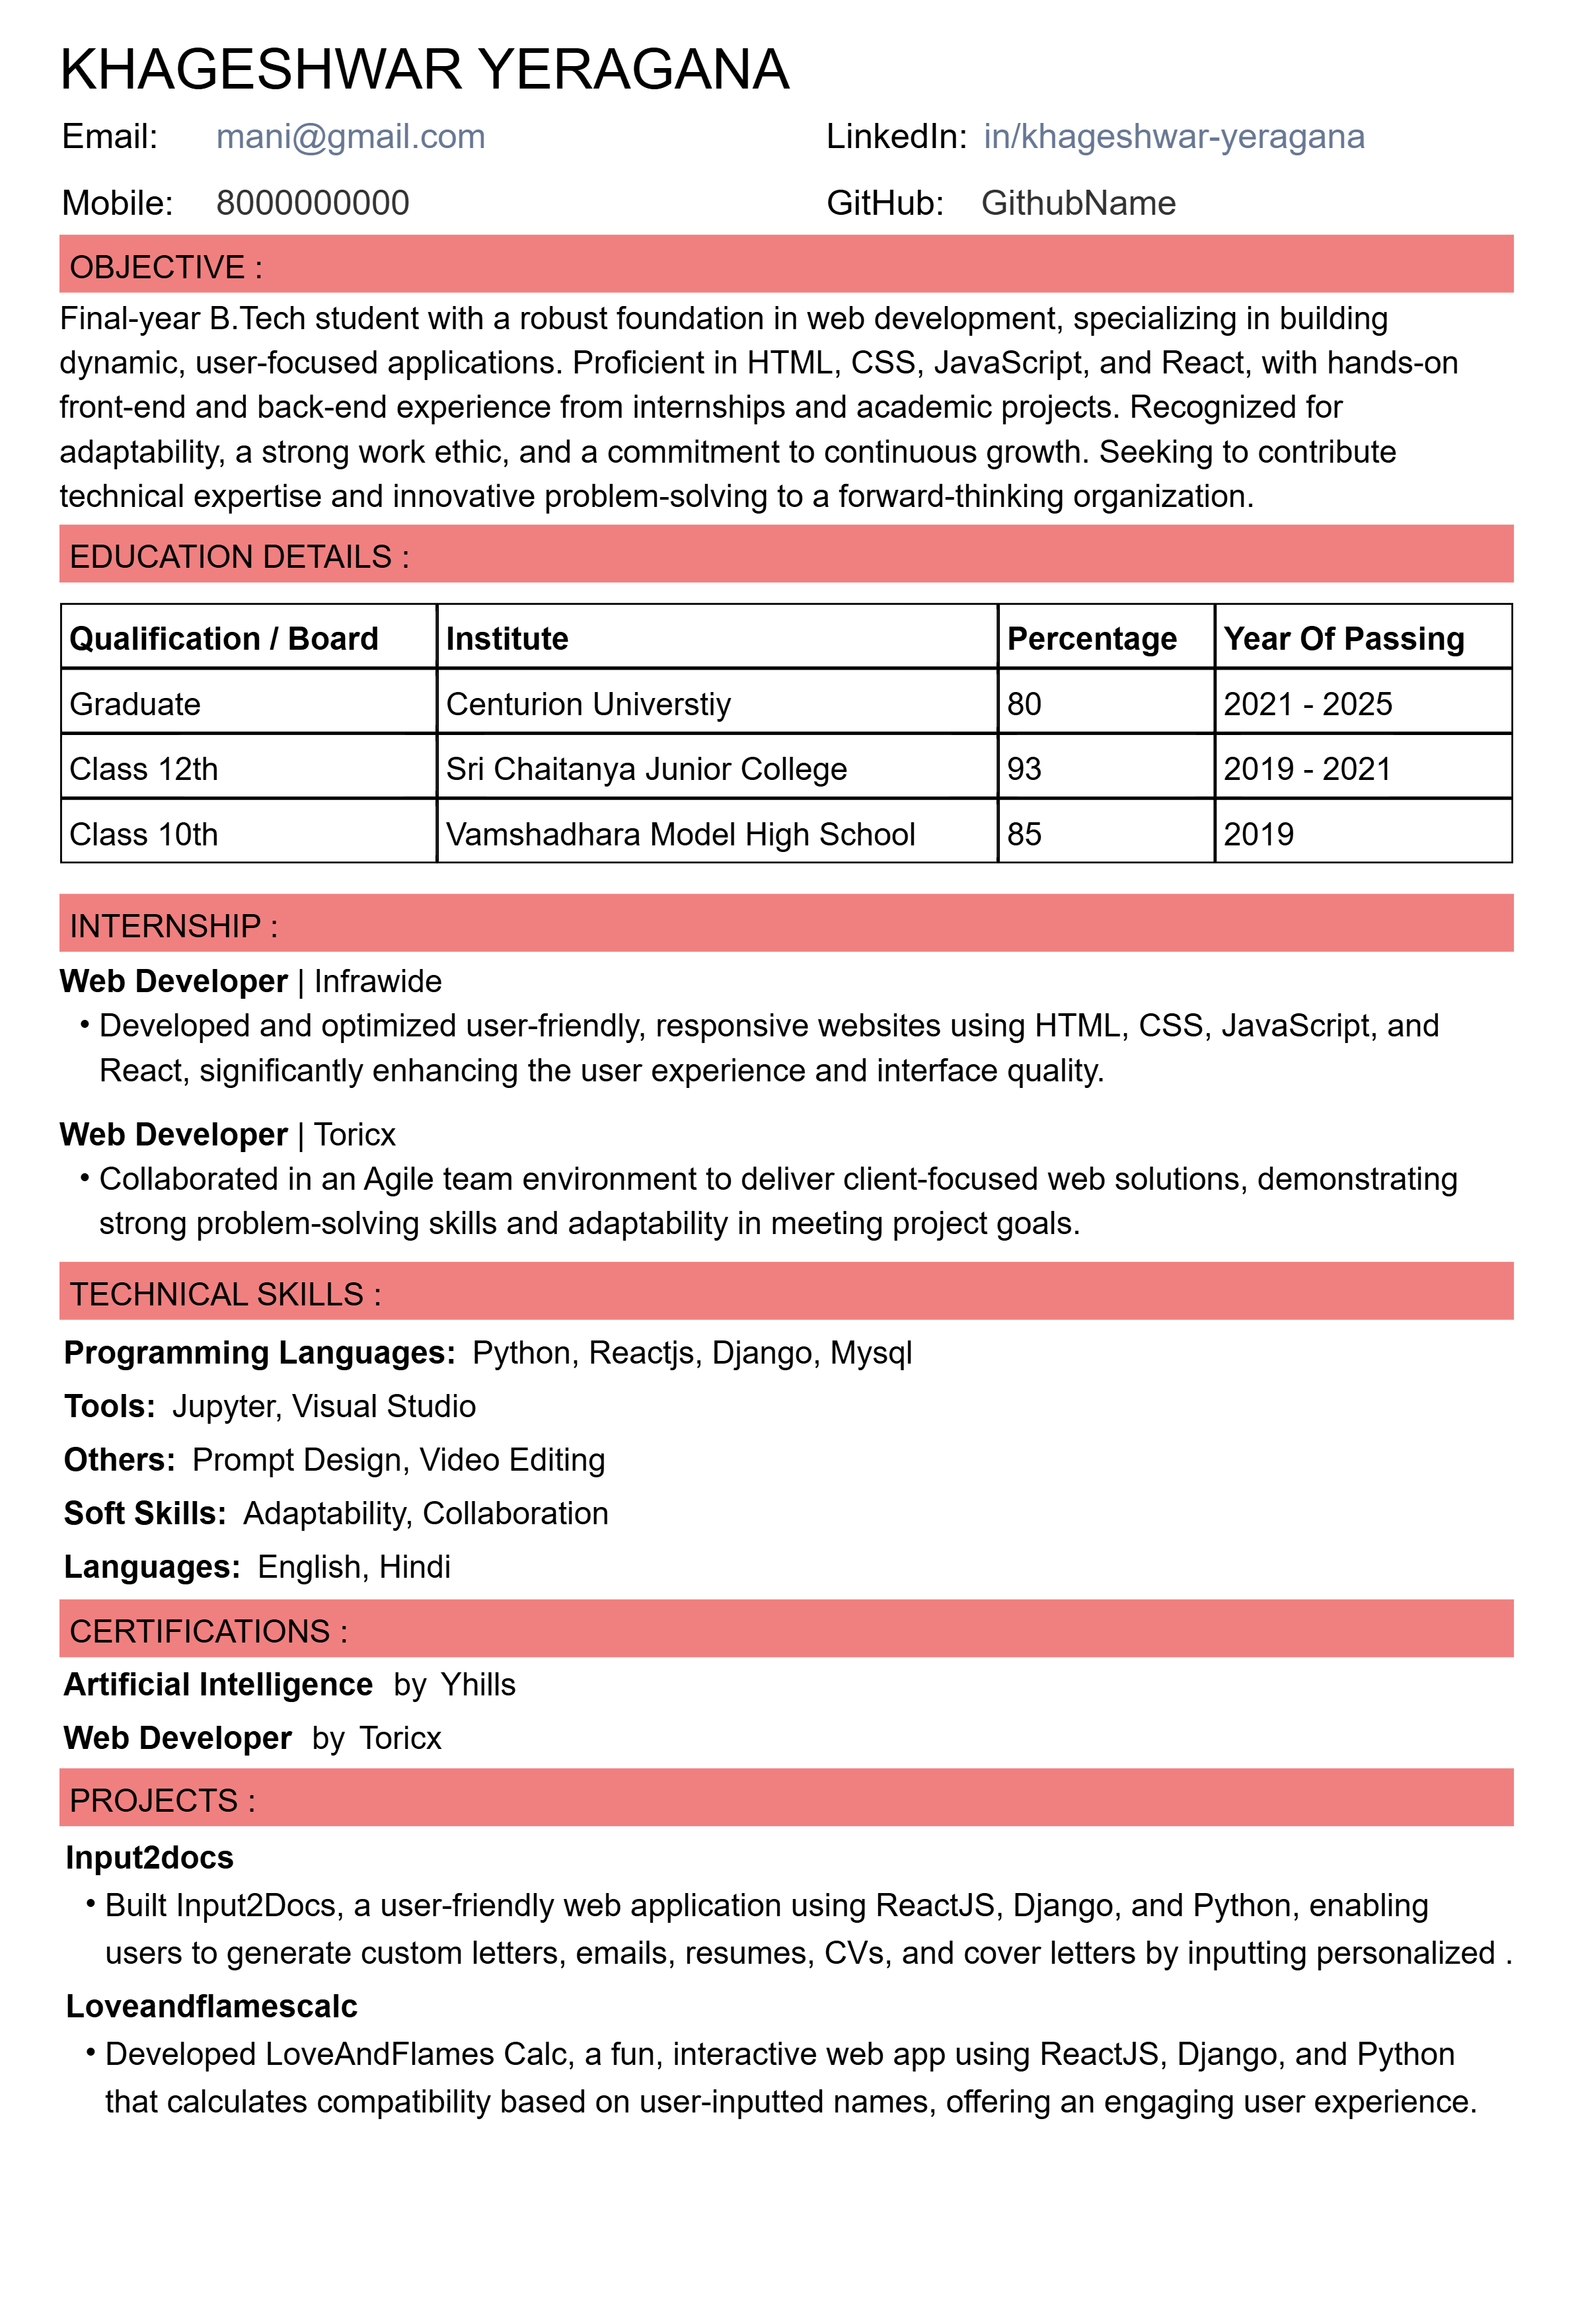 KHAGESHWAR YERAGANA
Email: mani@gmail.com LinkedIn: in/khageshwar-yeragana
Mobile: 8000000000 GitHub: GithubName
OBJECTIVE :
Final-year B.Tech student with a robust foundation in web development, specializing in building
dynamic, user-focused applications. Proficient in HTML, CSS, JavaScript, and React, with hands-on
front-end and back-end experience from internships and academic projects. Recognized for
adaptability, a strong work ethic, and a commitment to continuous growth. Seeking to contribute
technical expertise and innovative problem-solving to a forward-thinking organization.
EDUCATION DETAILS :
Qualification / Board Institute Percentage Year Of Passing
Graduate Centurion Universtiy 80 2021 - 2025
Class 12th Sri Chaitanya Junior College 93 2019 - 2021
Class 10th Vamshadhara Model High School 85 2019
INTERNSHIP :
Web Developer | Infrawide
• Developed and optimized user-friendly, responsive websites using HTML, CSS, JavaScript, and
React, significantly enhancing the user experience and interface quality.
Web Developer | Toricx
• Collaborated in an Agile team environment to deliver client-focused web solutions, demonstrating
strong problem-solving skills and adaptability in meeting project goals.
TECHNICAL SKILLS :
Programming Languages: Python, Reactjs, Django, Mysql
Tools: Jupyter, Visual Studio
Others: Prompt Design, Video Editing
Soft Skills: Adaptability, Collaboration
Languages: English, Hindi
CERTIFICATIONS :
Artificial Intelligence by Yhills
Web Developer by Toricx
PROJECTS :
Input2docs
• Built Input2Docs, a user-friendly web application using ReactJS, Django, and Python, enabling
users to generate custom letters, emails, resumes, CVs, and cover letters by inputting personalized .
Loveandflamescalc
• Developed LoveAndFlames Calc, a fun, interactive web app using ReactJS, Django, and Python
that calculates compatibility based on user-inputted names, offering an engaging user experience.